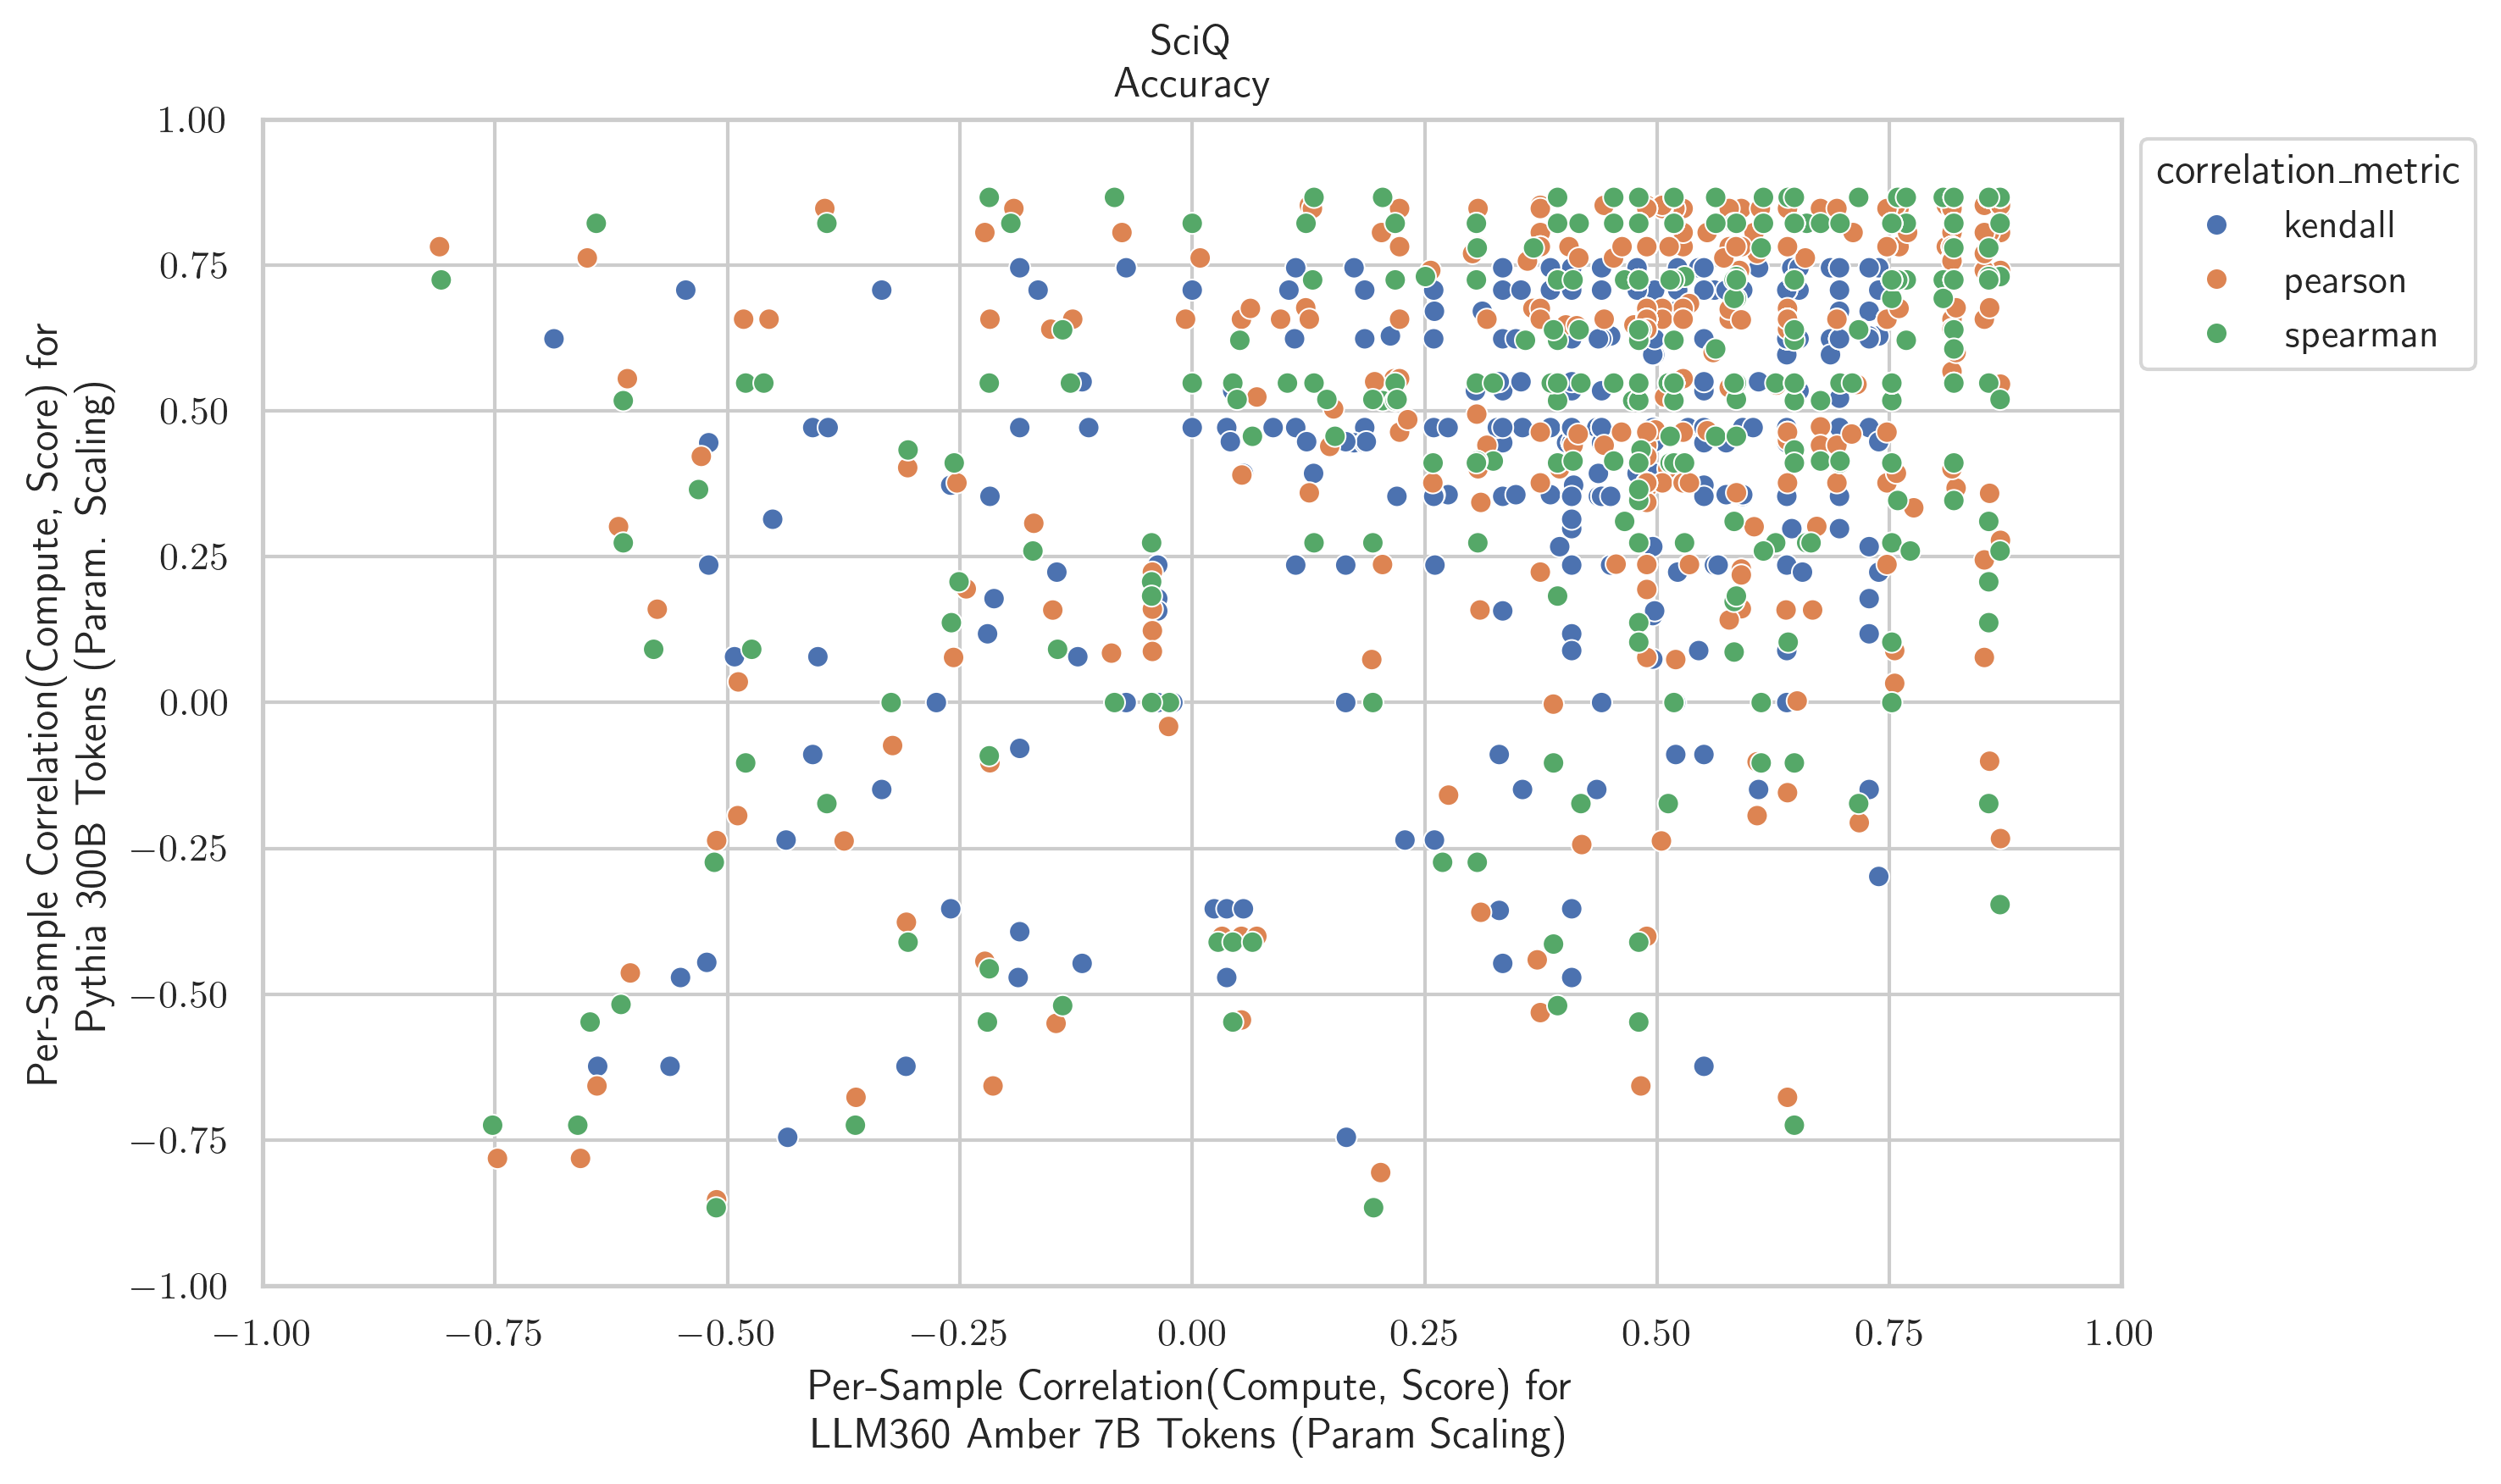 SciQ
Accuracy
Per-Sample Correlation(Compute, Score) for
Pythia 300B Tokens (Param. Scaling)
1.00
0.75
0.50
0.25
0.00
−0.25
−0.50
−0.75
−1.00
−1.00 −0.75 −0.50 −0.25 0.00 0.25 0.50 0.75 1.00
Per-Sample Correlation(Compute, Score) for
LLM360 Amber 7B Tokens (Param Scaling)
correlation_metric
kendall
pearson
spearman